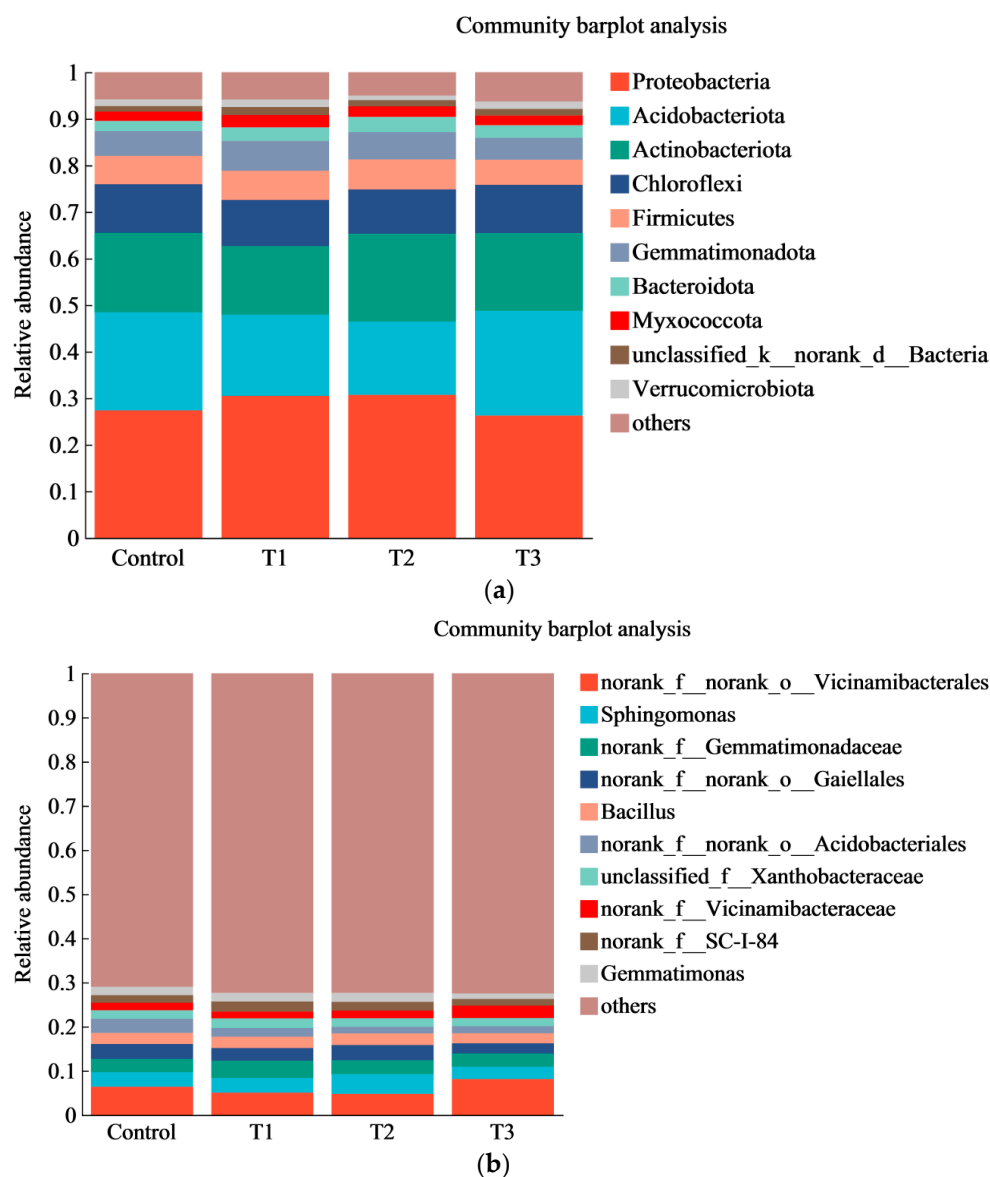 Community barplot analysis
Relative abundance
1
0.9
0.8
0.7
0.6
0.5
0.4
0.3
0.2
0.1
0
Control T1 T2 T3
Proteobacteria
Acidobacteriota
Actinobacteriota
Chloroflexi
Firmicutes
Gemmatimonadota
Bacteroidota
Myxococcota
unclassified_k__norank_d__Bacteria
Verrucomicrobiota
others
(a)
Community barplot analysis
Relative abundance
1
0.9
0.8
0.7
0.6
0.5
0.4
0.3
0.2
0.1
0
Control T1 T2 T3
norank_f__norank_o__Vicinamibacterales
Sphingomonas
norank_f__Gemmatimonadaceae
norank_f__norank_o__Gaiellales
Bacillus
norank_f__norank_o__Acidobacteriales
unclassified_f__Xanthobacteraceae
norank_f__Vicinamibacteraceae
norank_f__SC-I-84
Gemmatimonas
others
(b)